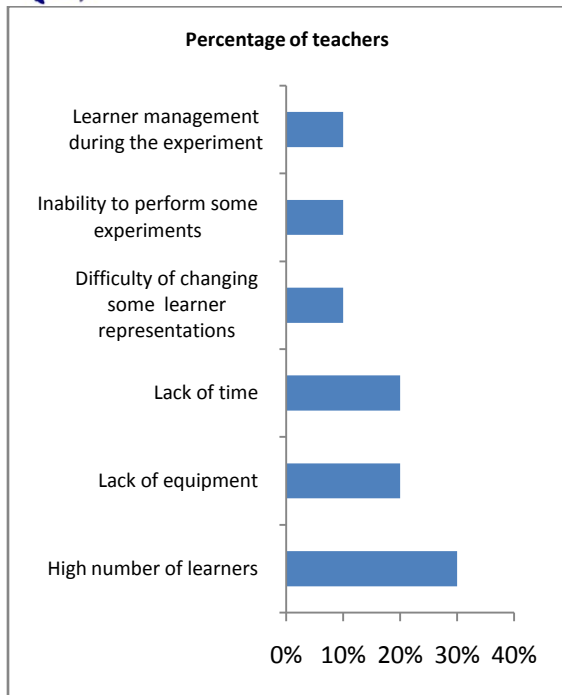 Percentage of teachers
Learner management
during the experiment
Inability to perform some
experiments
Difficulty of changing
some learner
representations
Lack of time
Lack of equipment
High number of learners
0% 10% 20% 30% 40%